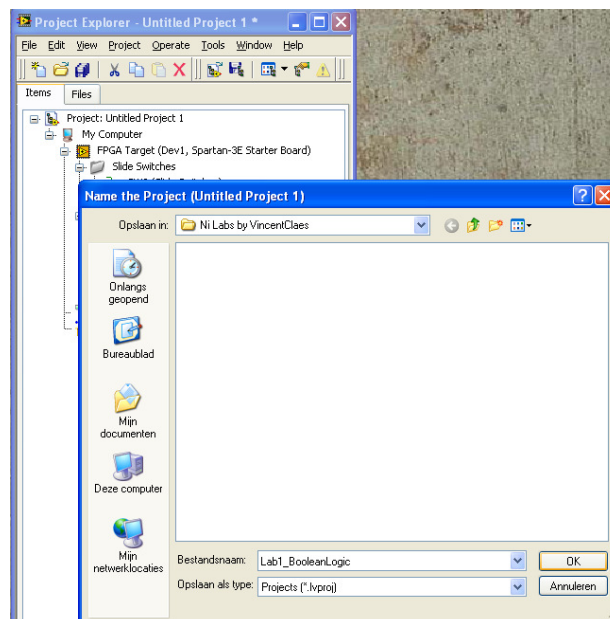 Project Explorer - Untitled Project 1 *
File Edit View Project Operate Tools Window Help
Items Files
Project: Untitled Project 1
My Computer
FPGA Target (Dev1, Spartan-3E Starter Board)
Slide Switches
Name the Project (Untitled Project 1)
Opslaan in: Ni Labs by VincentClaes
Onlangs
geopend
Bureaublad
Mijn
documenten
Deze computer
Mijn
netwerklocaties
Bestandsnaam: Lab1_BooleanLogic OK
Opslaan als type: Projects (*.lvproj) Annuleren